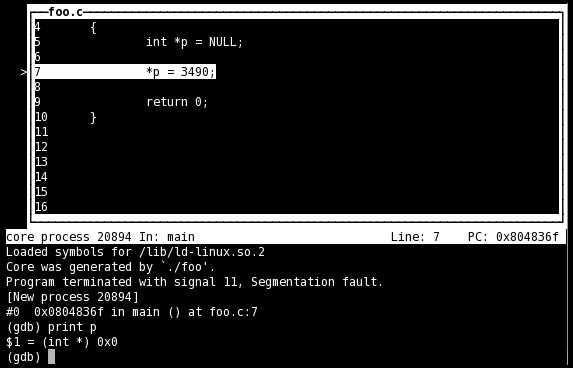 foo.c
4 {
5 int *p = NULL;
6
>7 *p = 3490;
8
9 return 0;
10 }
11
12
13
14
15
16
core process 20894 In: main Line: 7 PC: 0x804836f
Loaded symbols for /lib/ld-linux.so.2
Core was generated by `./foo'.
Program terminated with signal 11, Segmentation fault.
[New process 20894]
#0 0x0804836f in main () at foo.c:7
(gdb) print p
$1 = (int *) 0x0
(gdb)